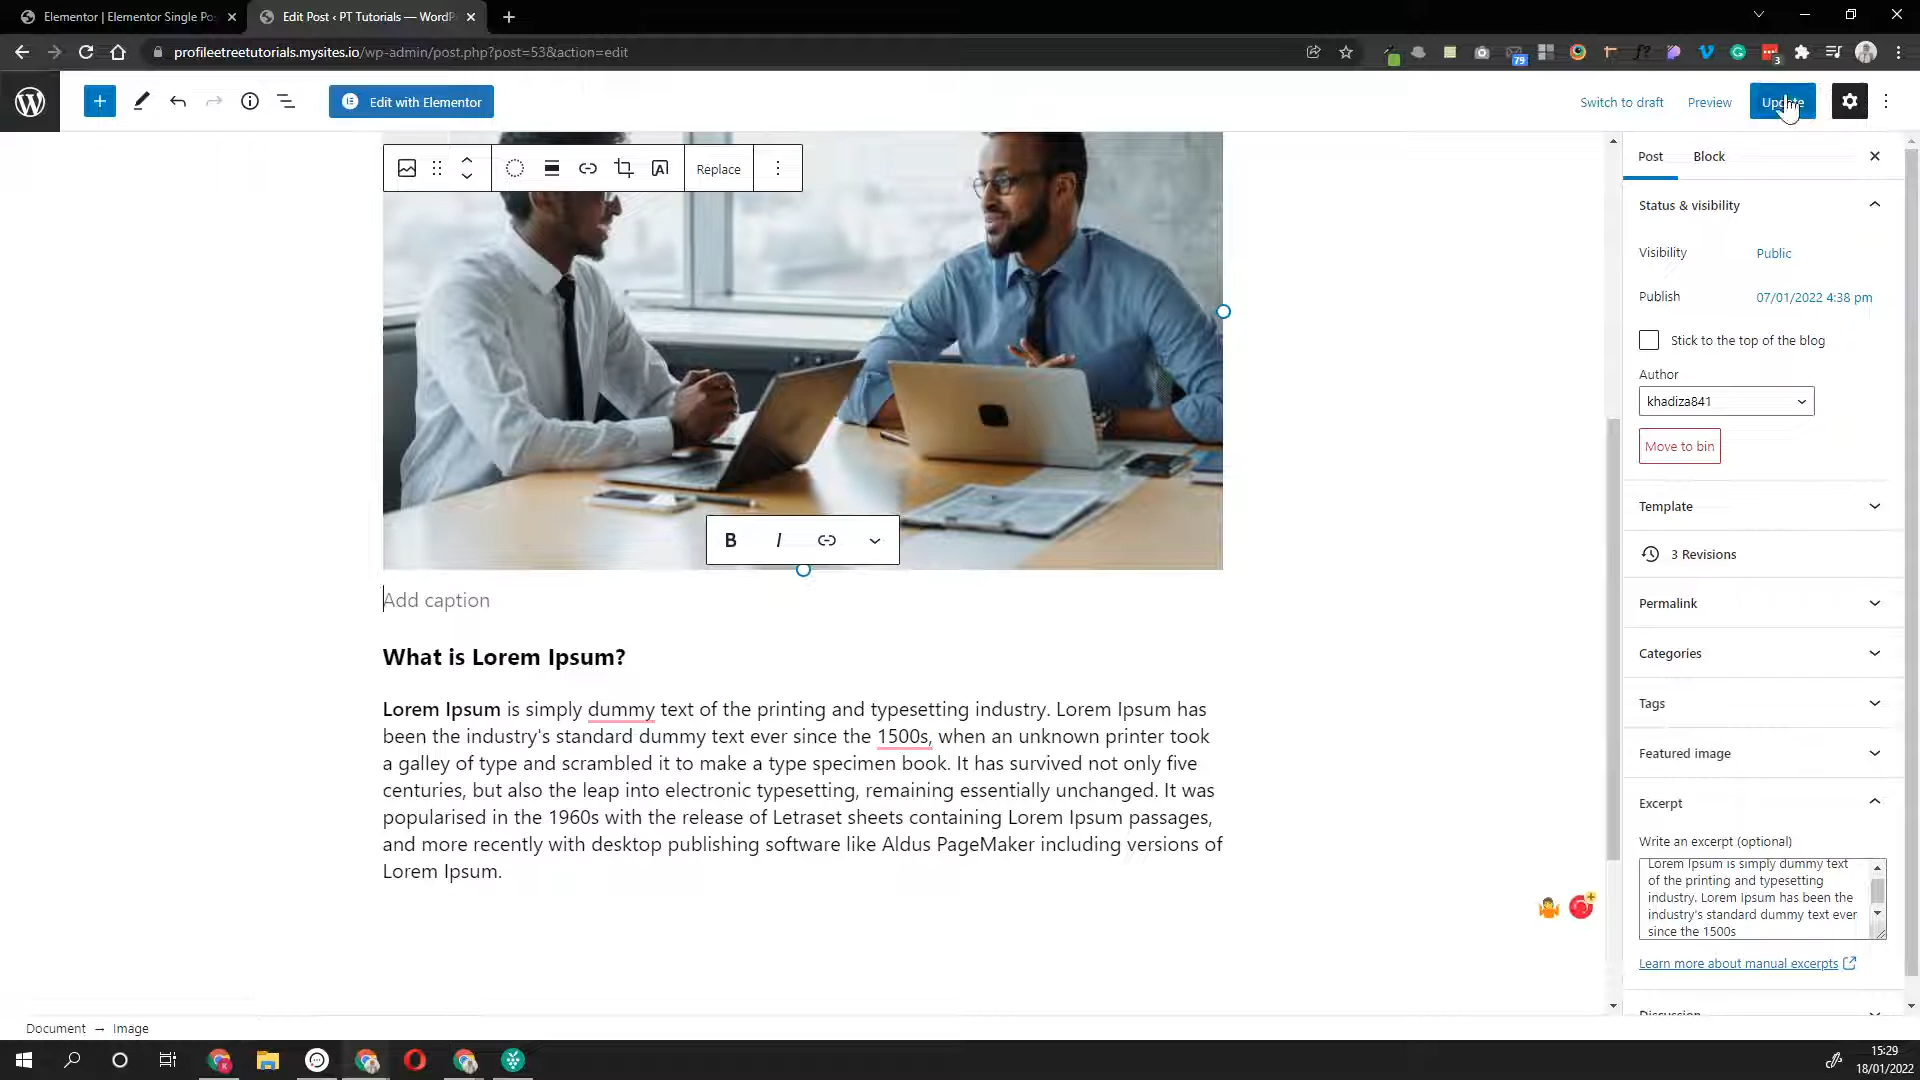 Elementor | Elementor Single Po
Edit Post ‹ PT Tutorials — WordP
profileetreetutorials.mysites.io/wp-admin/post.php?post=53&action=edit
79
3
Edit with Elementor
Switch to draft
Preview
Update
Replace
Post
Block
Status & visibility
Visibility
Public
Publish
07/01/2022 4:38 pm
Stick to the top of the blog
Author
khadiza841
Move to bin
Template
3 Revisions
Permalink
Categories
Tags
Featured image
Excerpt
Write an excerpt (optional)
Lorem Ipsum is simply dummy text
of the printing and typesetting
industry. Lorem Ipsum has been the
industry's standard dummy text ever
since the 1500s
Learn more about manual excerpts
Discussion
B I
Add caption
What is Lorem Ipsum?
Lorem Ipsum is simply dummy text of the printing and typesetting industry. Lorem Ipsum has
been the industry's standard dummy text ever since the 1500s, when an unknown printer took
a galley of type and scrambled it to make a type specimen book. It has survived not only five
centuries, but also the leap into electronic typesetting, remaining essentially unchanged. It was
popularised in the 1960s with the release of Letraset sheets containing Lorem Ipsum passages,
and more recently with desktop publishing software like Aldus PageMaker including versions of
Lorem Ipsum.
Document → Image
15:29
18/01/2022